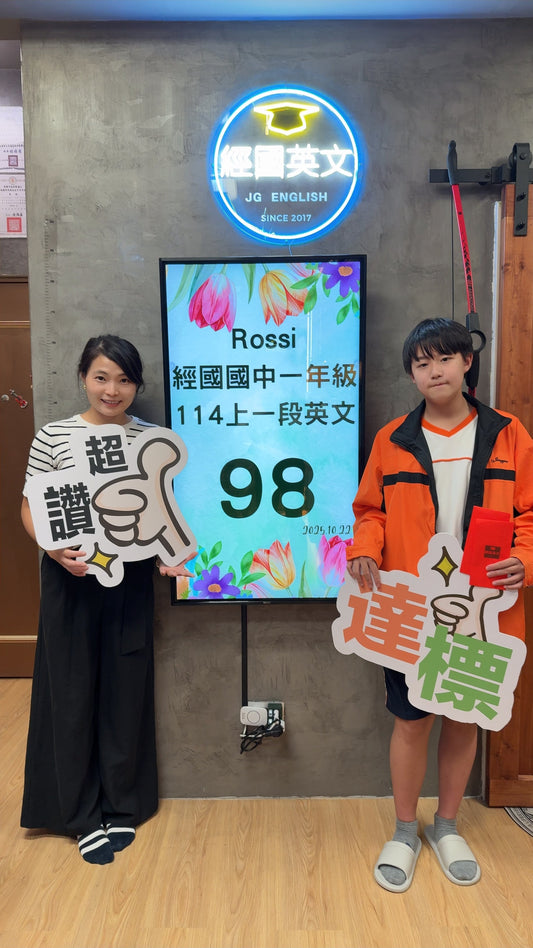 經國英文
JG ENGLISH
SINCE 2017
Rossi
經國國中一年級
114上一段英文
98
2025.10.22
超
讚
達
標